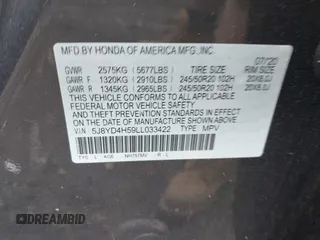 MFD BY HONDA OF AMERICA MFG.,INC. 07/20
GVWR 2575KG (5677LBS) TIRE SIZE RIM SIZE
GAWR F 1320KG (2910LBS) 245/50R20 102H 20X8.0J
GAWR R 1345KG (2965LBS) 245/50R20 102H 20X8.0J
THIS VEHICLE CONFORMS TO ALL APPLICABLE
FEDERAL MOTOR VEHICLE SAFETY AND
THEFT PREVENTION STANDARDS IN EFFECT ON THE DATE OF
MANUFACTURE SHOWN ABOVE.
V.I.N: 5J8YD4H59LL033422 TYPE: MPV
DREAMBID